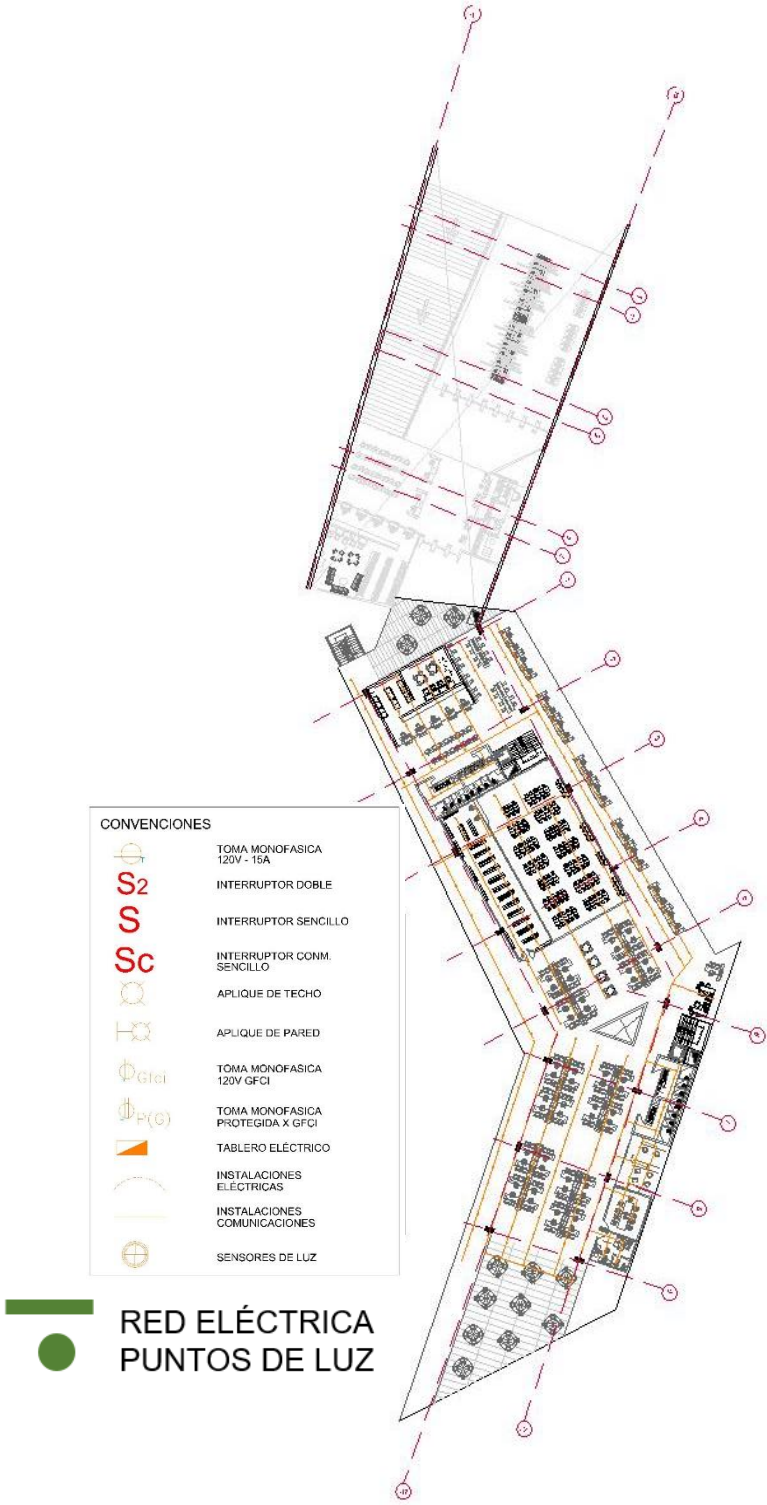 CONVENCIONES
TOMA MONOFASICA
120V - 15A
S2
INTERRUPTOR DOBLE
S
INTERRUPTOR SENCILLO
Sc
INTERRUPTOR CONM.
SENCILLO
APLIQUE DE TECHO
APLIQUE DE PARED
Gfci
TOMA MONOFASICA
120V GFCI
P(G)
TOMA MONOFASICA
PROTEGIDA X GFCI
TABLERO ELÉCTRICO
INSTALACIONES
ELÉCTRICAS
INSTALACIONES
COMUNICACIONES
SENSORES DE LUZ
RED ELÉCTRICA
PUNTOS DE LUZ